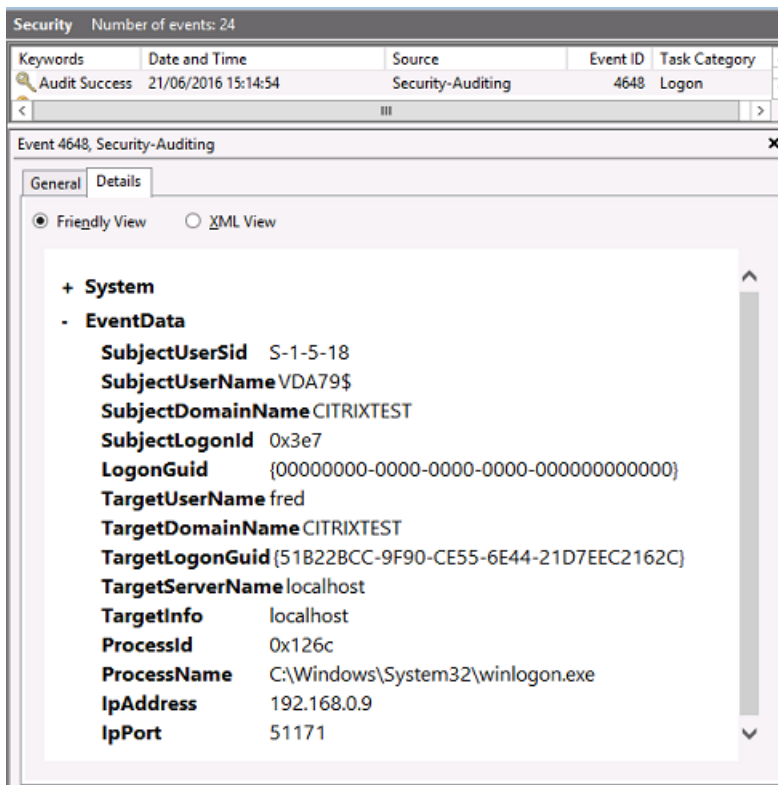 Security Number of events: 24
Keywords Date and Time Source Event ID Task Category
Audit Success 21/06/2016 15:14:54 Security-Auditing 4648 Logon
Event 4648, Security-Auditing
General Details
Friendly View XML View
+ System
- EventData
SubjectUserSid S-1-5-18
SubjectUserName VDA79$
SubjectDomainName CITRIXTEST
SubjectLogonId 0x3e7
LogonGuid {00000000-0000-0000-0000-000000000000}
TargetUserName fred
TargetDomainName CITRIXTEST
TargetLogonGuid {51B22BCC-9F90-CE55-6E44-21D7EEC2162C}
TargetServerName localhost
TargetInfo localhost
ProcessId 0x126c
ProcessName C:\Windows\System32\winlogon.exe
IpAddress 192.168.0.9
IpPort 51171